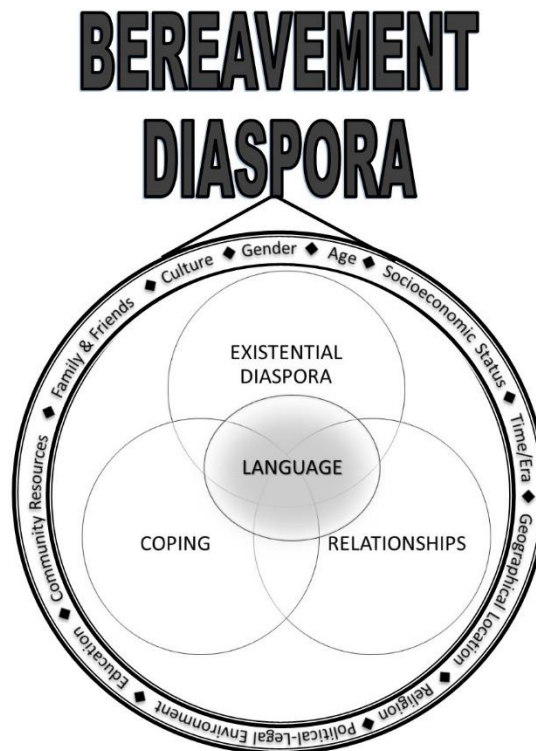 BEREAVEMENT
DIASPORA
Family & Friends ◆ Culture ◆ Gender ◆ Age ◆ Socioeconomic Status ◆ Time/Era ◆ Geographical Location ◆ Religion ◆ Political-Legal Environment ◆ Education ◆ Community Resources ◆
EXISTENTIAL
DIASPORA
LANGUAGE
COPING
RELATIONSHIPS